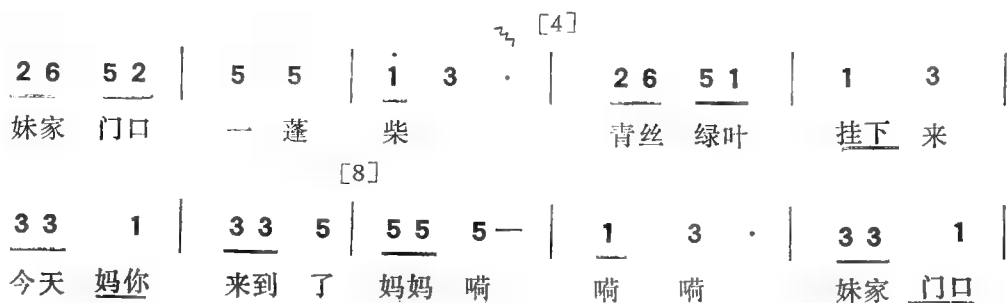 [4]
2 6 5 2 | 5 5 | 1 3 · | 2 6 5 1 | 1 3 |
妹家 门口 一 蓬 柴 青丝 绿叶 挂下 来
[8]
3 3 1 | 3 3 5 | 5 5 5 — | 1 3 · | 3 3 1 |
今天 妈你 来到 了 妈妈 嗬 嗬 嗬 妹家 门口